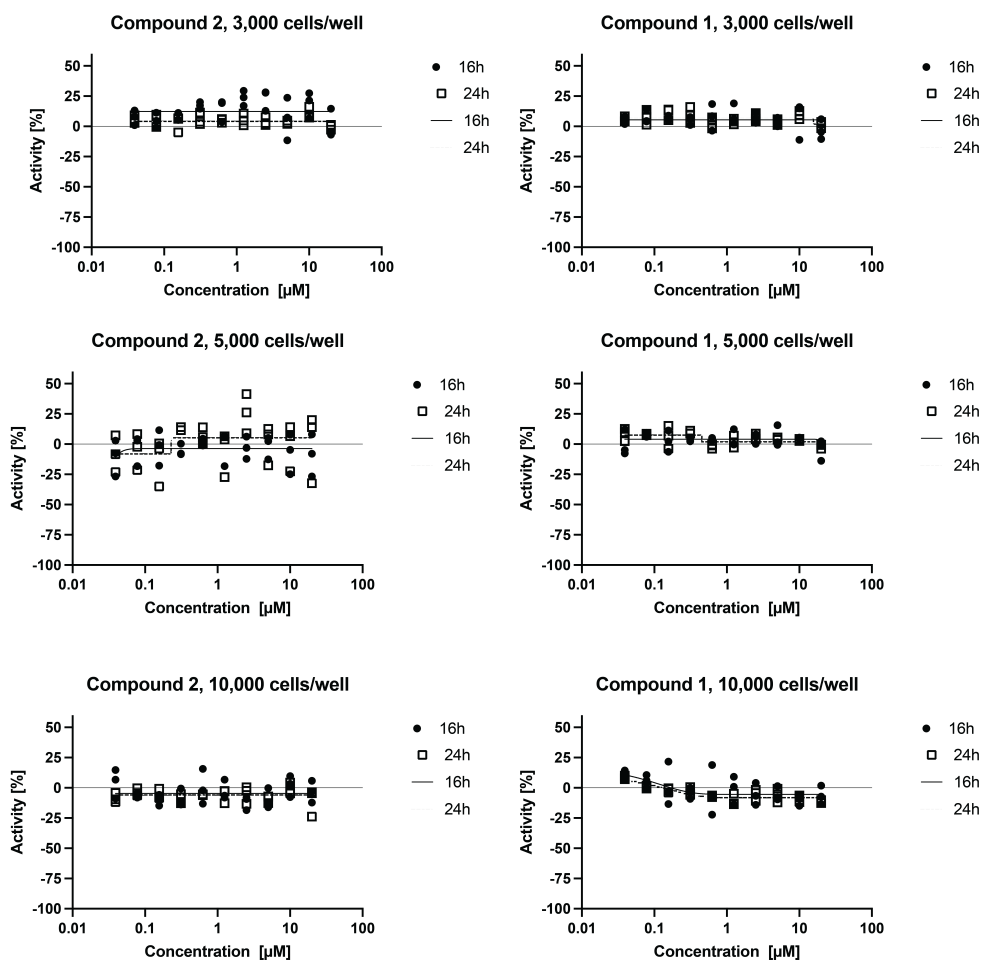 Compound 2, 3,000 cells/well
50
25
0
-25
-50
-75
-100
Activity [%]
0.01 0.1 1 10 100
Concentration [µM]
16h
24h
16h
24h
Compound 1, 3,000 cells/well
50
25
0
-25
-50
-75
-100
Activity [%]
0.01 0.1 1 10 100
Concentration [µM]
16h
24h
16h
24h
Compound 2, 5,000 cells/well
50
25
0
-25
-50
-75
-100
Activity [%]
0.01 0.1 1 10 100
Concentration [µM]
16h
24h
16h
24h
Compound 1, 5,000 cells/well
50
25
0
-25
-50
-75
-100
Activity [%]
0.01 0.1 1 10 100
Concentration [µM]
16h
24h
16h
24h
Compound 2, 10,000 cells/well
50
25
0
-25
-50
-75
-100
Activity [%]
0.01 0.1 1 10 100
Concentration [µM]
16h
24h
16h
24h
Compound 1, 10,000 cells/well
50
25
0
-25
-50
-75
-100
Activity [%]
0.01 0.1 1 10 100
Concentration [µM]
16h
24h
16h
24h